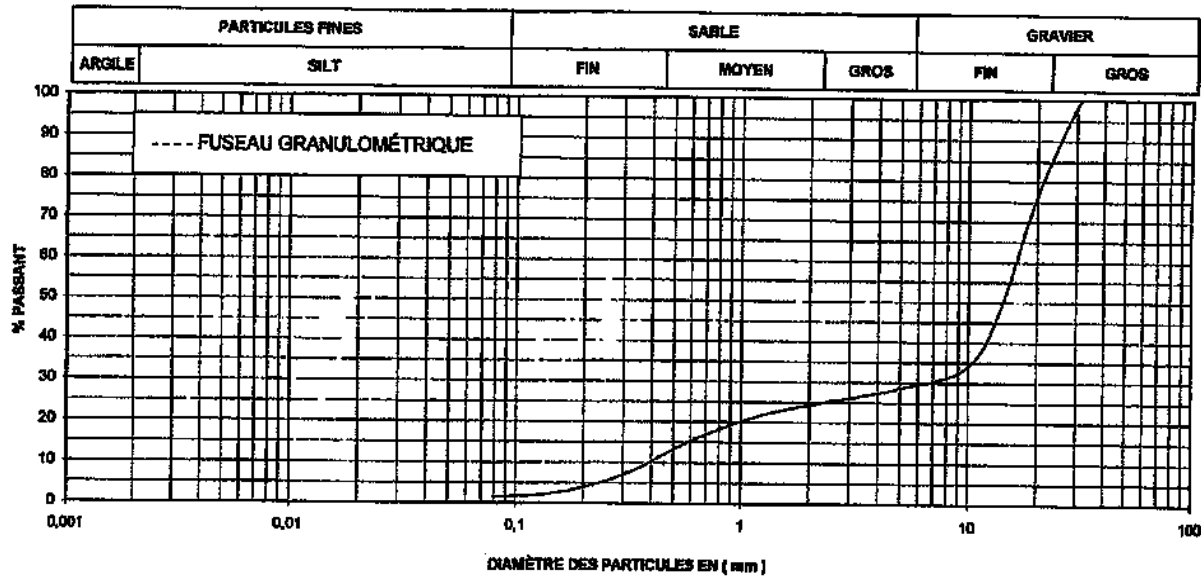 PARTICULES FINES SABLE GRAVIER
ARGILE SILT FIN MOYEN GROS FIN GROS
100
90
80
70
60
50
40
30
20
10
0
% PASSANT
---- FUSEAU GRANULOMÉTRIQUE
0,001 0,01 0,1 1 10 100
DIAMÈTRE DES PARTICULES EN ( mm )